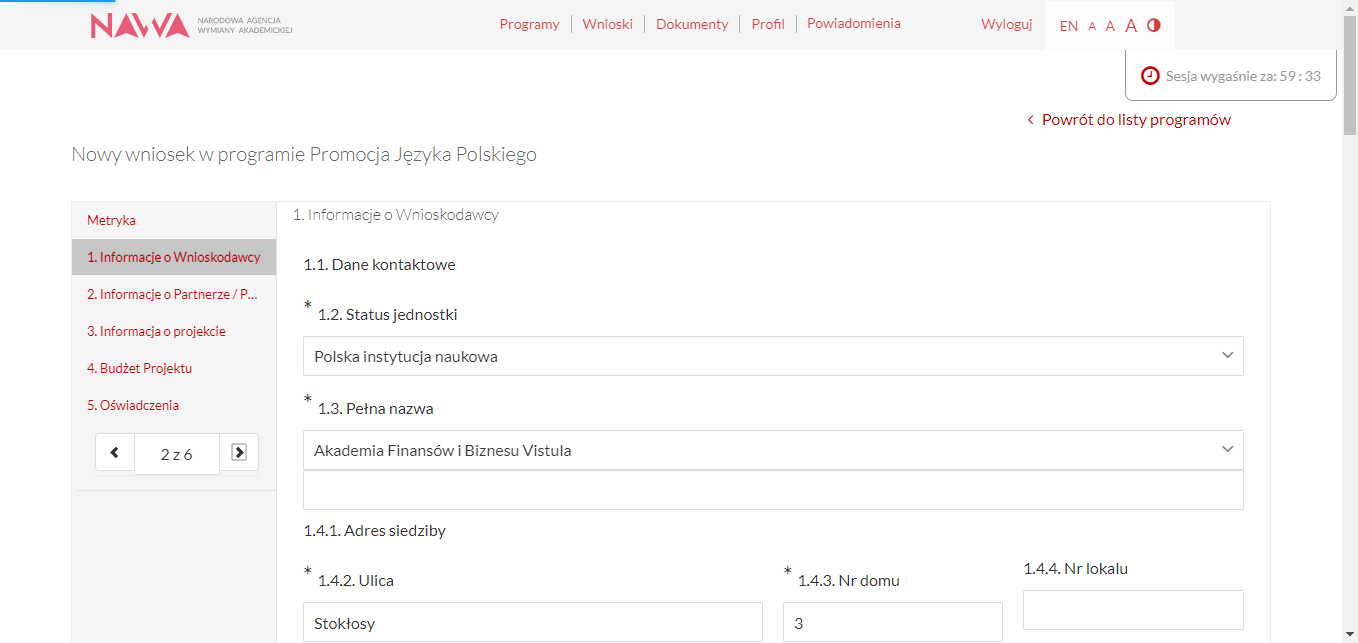 NAWA NARODOWA AGENCJA
WYMIANY AKADEMICKIEJ
Programy Wnioski Dokumenty Profil Powiadomienia Wyloguj EN A A A
Sesja wygaśnie za: 59 : 33
Powrót do listy programów
Nowy wniosek w programie Promocja Języka Polskiego
Metryka
1. Informacje o Wnioskodawcy
2. Informacje o Partnerze / P...
3. Informacja o projekcie
4. Budżet Projektu
5. Oświadczenia
2 z 6
1. Informacje o Wnioskodawcy
1.1. Dane kontaktowe
* 1.2. Status jednostki
Polska instytucja naukowa
* 1.3. Pełna nazwa
Akademia Finansów i Biznesu Vistula
1.4.1. Adres siedziby
* 1.4.2. Ulica * 1.4.3. Nr domu 1.4.4. Nr lokalu
Stokłosy 3